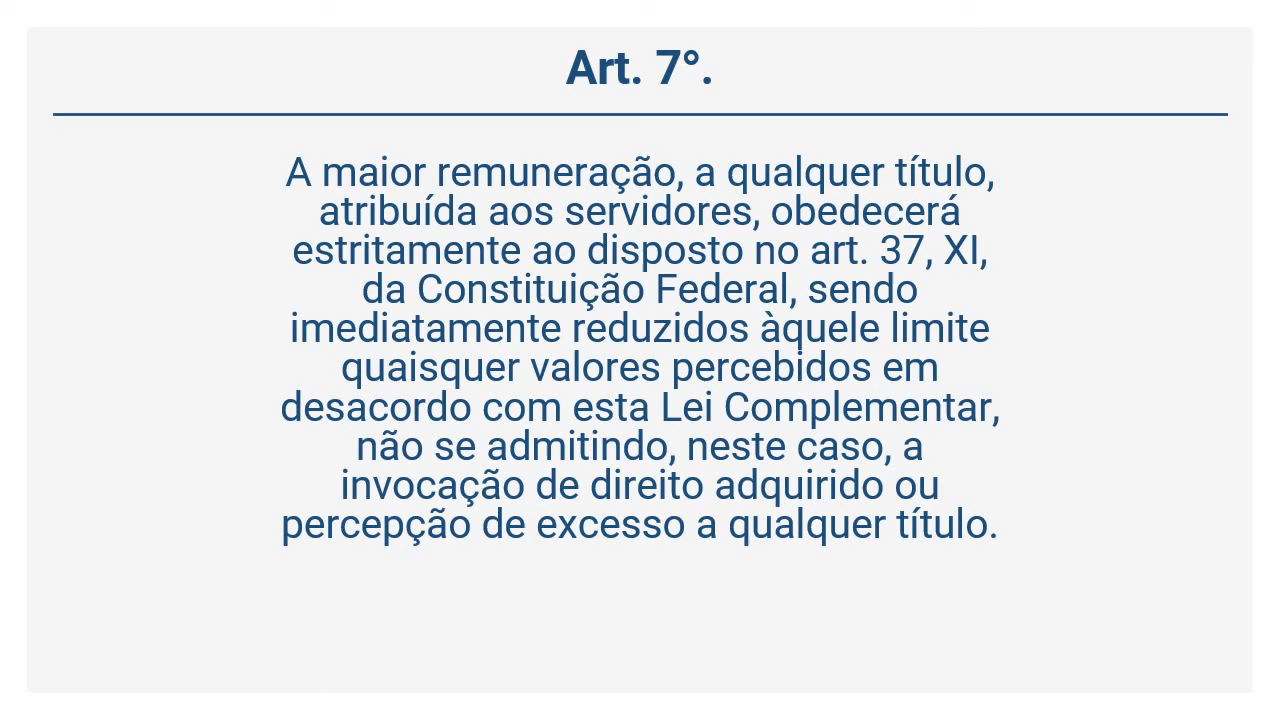 Art. 7°.
A maior remuneração, a qualquer título,
atribuída aos servidores, obedecerá
estritamente ao disposto no art. 37, XI,
da Constituição Federal, sendo
imediatamente reduzidos àquele limite
quaisquer valores percebidos em
desacordo com esta Lei Complementar,
não se admitindo, neste caso, a
invocação de direito adquirido ou
percepção de excesso a qualquer título.